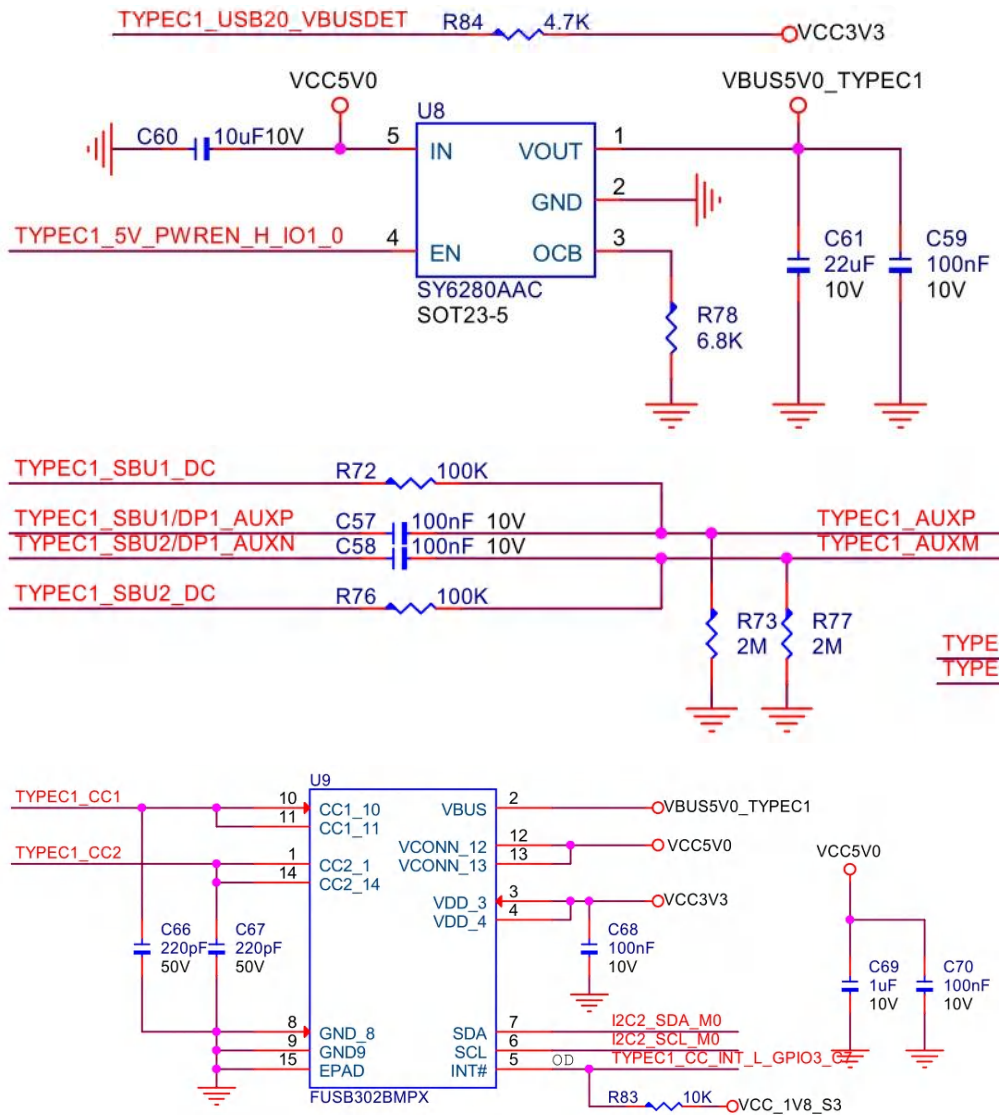 TYPEC1_USB20_VBUSDET R84 4.7K VCC3V3
VCC5V0 VBUS5V0_TYPEC1
U8
C60 10uF10V 5 IN VOUT 1
GND 2
TYPEC1_5V_PWREN_H_IO1_0 4 EN OCB 3
C61 22uF 10V
C59 100nF 10V
SY6280AAC
SOT23-5
R78
6.8K
TYPEC1_SBU1_DC R72 100K
TYPEC1_SBU1/DP1_AUXP C57 100nF 10V TYPEC1_AUXP
TYPEC1_SBU2/DP1_AUXN C58 100nF 10V TYPEC1_AUXM
TYPEC1_SBU2_DC R76 100K
R73 2M
R77 2M
TYPE
TYPE
U9
TYPEC1_CC1 10 CC1_10 VBUS 2 VBUS5V0_TYPEC1
11 CC1_11
VCONN_12 12 VCC5V0
VCONN_13 13
TYPEC1_CC2 1 CC2_1
14 CC2_14
VDD_3 3 VCC3V3
VDD_4 4
C66 220pF 50V
C67 220pF 50V
C68 100nF 10V
VCC5V0
C69 1uF 10V
C70 100nF 10V
8 GND_8 SDA 7 I2C2_SDA_M0
9 GND9 SCL 6 I2C2_SCL_M0
15 EPAD INT# 5 OD TYPEC1_CC_INT_L_GPIO3_C7
FUSB302BMPX
R83 10K VCC_1V8_S3